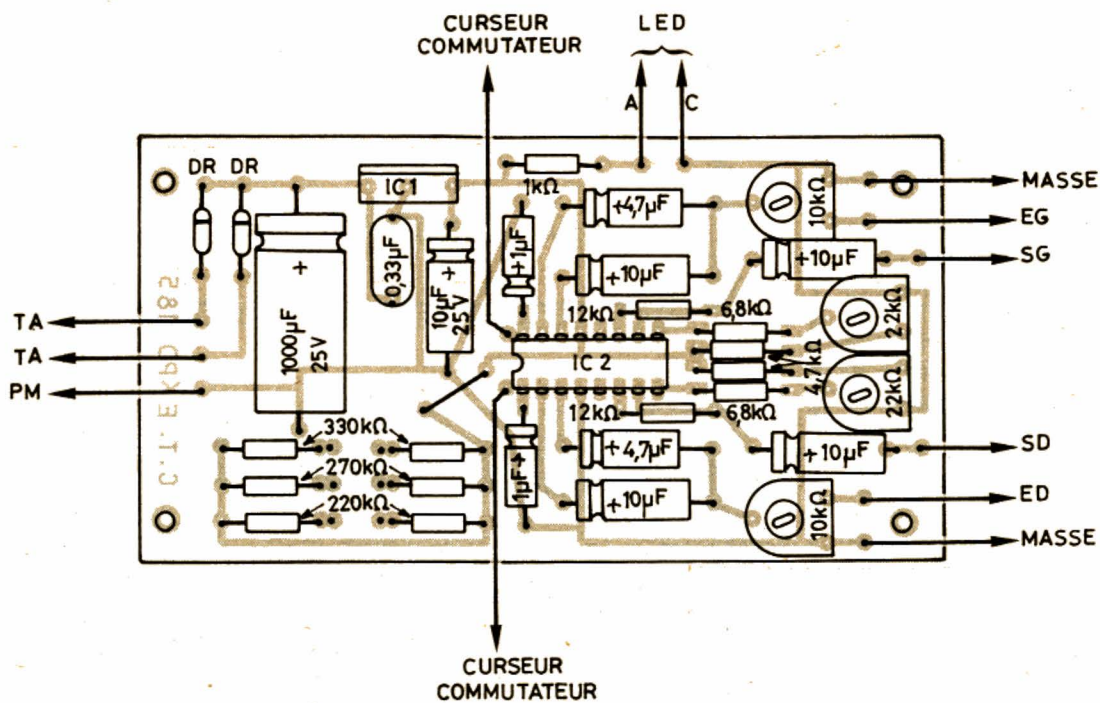 CURSEUR
COMMUTATEUR
LED
A
C
DR
DR
IC1
1kΩ
+4,7µF
10kΩ
MASSE
EG
SG
+1µF
0,33µF
10µF
25V
+
+10µF
+10µF
12kΩ
6,8kΩ
22kΩ
TA
TA
PM
+
1000µF
25V
IC 2
4,7kΩ
22kΩ
12kΩ
6,8kΩ
330kΩ
270kΩ
220kΩ
1µF+
+4,7µF
+10µF
+10µF
10kΩ
SD
ED
MASSE
CURSEUR
COMMUTATEUR